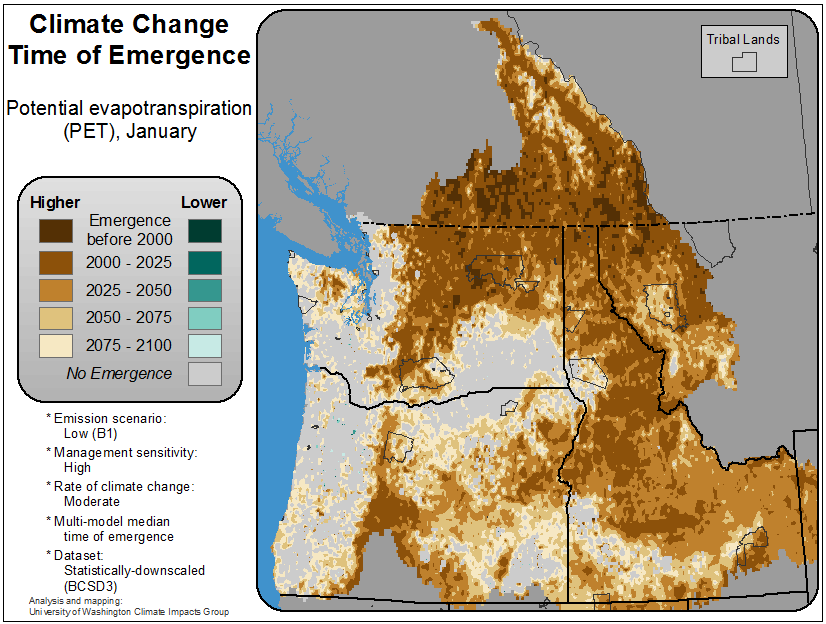 Climate Change
Time of Emergence
Potential evapotranspiration
(PET), January
Higher Lower
Emergence
before 2000
2000 - 2025
2025 - 2050
2050 - 2075
2075 - 2100
No Emergence
* Emission scenario:
Low (B1)
* Management sensitivity:
High
* Rate of climate change:
Moderate
* Multi-model median
time of emergence
* Dataset:
Statistically-downscaled
(BCSD3)
Analysis and mapping:
University of Washington Climate Impacts Group
Tribal Lands